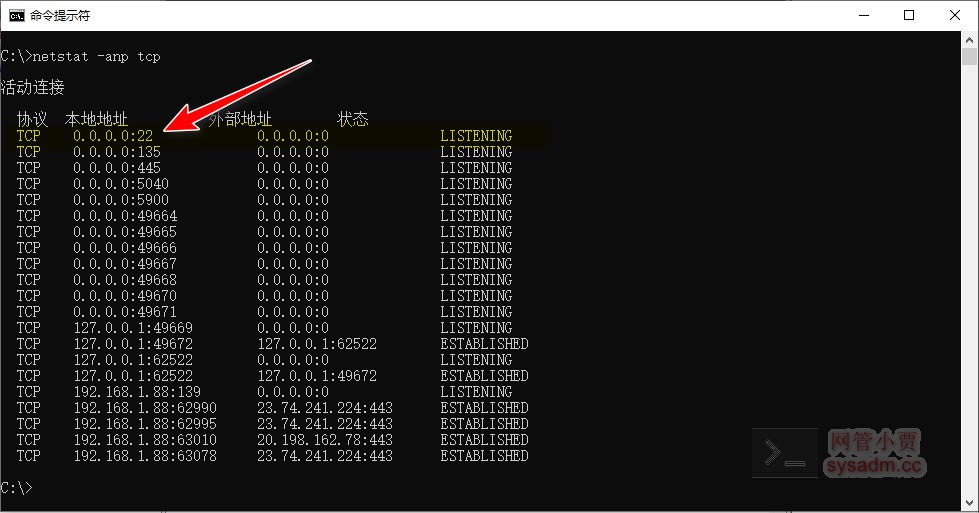 命令提示符
C:\>netstat -anp tcp
活动连接
协议 本地地址 外部地址 状态
TCP 0.0.0.0:22 0.0.0.0:0 LISTENING
TCP 0.0.0.0:135 0.0.0.0:0 LISTENING
TCP 0.0.0.0:445 0.0.0.0:0 LISTENING
TCP 0.0.0.0:5040 0.0.0.0:0 LISTENING
TCP 0.0.0.0:5900 0.0.0.0:0 LISTENING
TCP 0.0.0.0:49664 0.0.0.0:0 LISTENING
TCP 0.0.0.0:49665 0.0.0.0:0 LISTENING
TCP 0.0.0.0:49666 0.0.0.0:0 LISTENING
TCP 0.0.0.0:49667 0.0.0.0:0 LISTENING
TCP 0.0.0.0:49668 0.0.0.0:0 LISTENING
TCP 0.0.0.0:49670 0.0.0.0:0 LISTENING
TCP 0.0.0.0:49671 0.0.0.0:0 LISTENING
TCP 127.0.0.1:49669 0.0.0.0:0 LISTENING
TCP 127.0.0.1:49672 127.0.0.1:62522 ESTABLISHED
TCP 127.0.0.1:62522 0.0.0.0:0 LISTENING
TCP 127.0.0.1:62522 127.0.0.1:49672 ESTABLISHED
TCP 192.168.1.88:139 0.0.0.0:0 LISTENING
TCP 192.168.1.88:62990 23.74.241.224:443 ESTABLISHED
TCP 192.168.1.88:62995 23.74.241.224:443 ESTABLISHED
TCP 192.168.1.88:63010 20.198.162.78:443 ESTABLISHED
TCP 192.168.1.88:63078 23.74.241.224:443 ESTABLISHED
C:\>
网管小贾
sysadm.cc